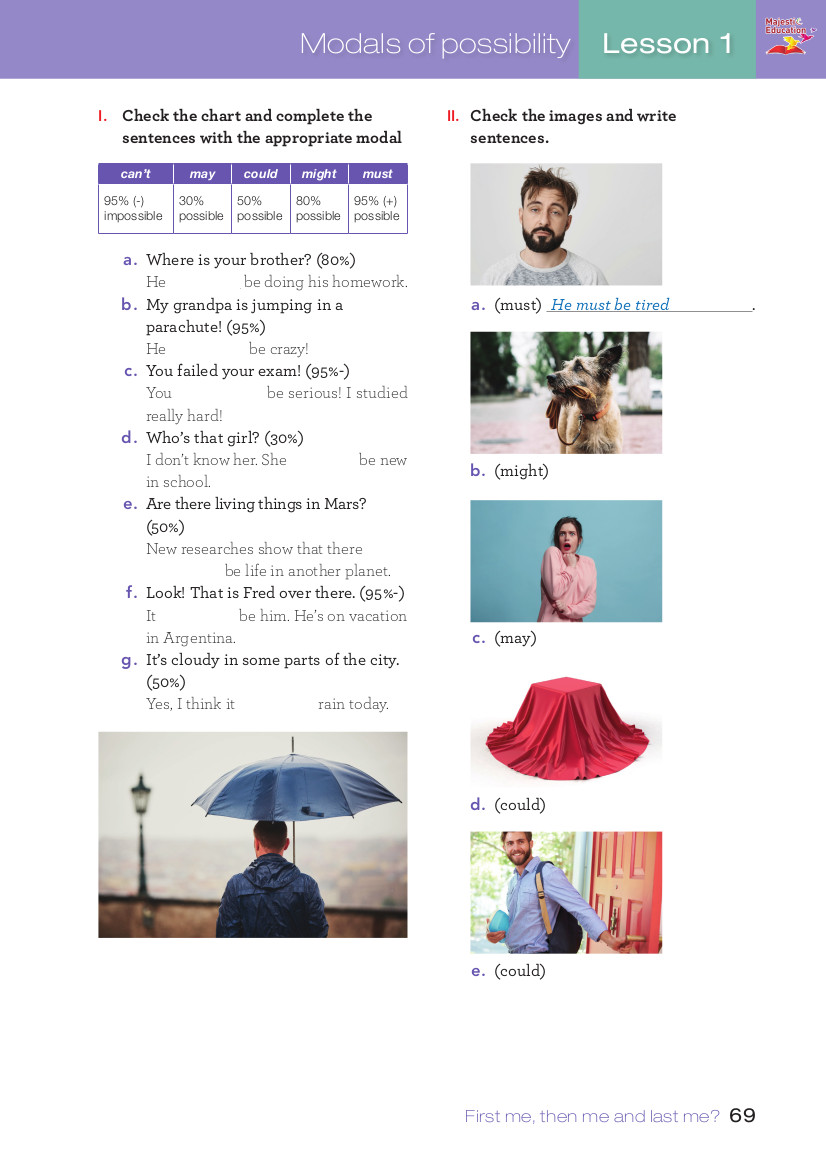 Modals of possibility
Lesson 1
Majestic
Education
I. Check the chart and complete the
sentences with the appropriate modal
can't may could might must
95% (-) 30% 50% 80% 95% (+)
impossible possible possible possible possible
a. Where is your brother? (80%)
He be doing his homework.
b. My grandpa is jumping in a
parachute! (95%)
He be crazy!
c. You failed your exam! (95%-)
You be serious! I studied
really hard!
d. Who's that girl? (30%)
I don't know her. She be new
in school.
e. Are there living things in Mars?
(50%)
New researches show that there
be life in another planet.
f. Look! That is Fred over there. (95%-)
It be him. He's on vacation
in Argentina.
g. It's cloudy in some parts of the city.
(50%)
Yes, I think it rain today.
II. Check the images and write
sentences.
a. (must) He must be tired.
b. (might)
c. (may)
d. (could)
e. (could)
First me, then me and last me? 69